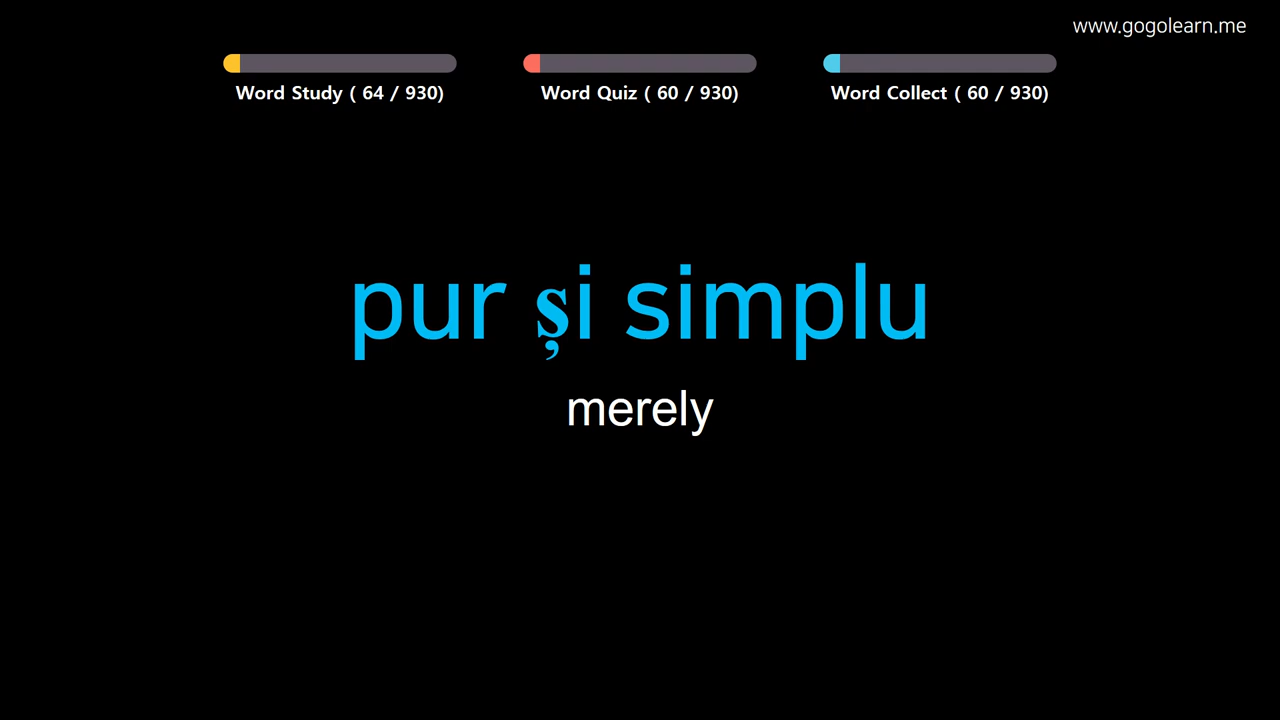 www.gogolearn.me
Word Study ( 64 / 930)
Word Quiz ( 60 / 930)
Word Collect ( 60 / 930)
pur și simplu
merely